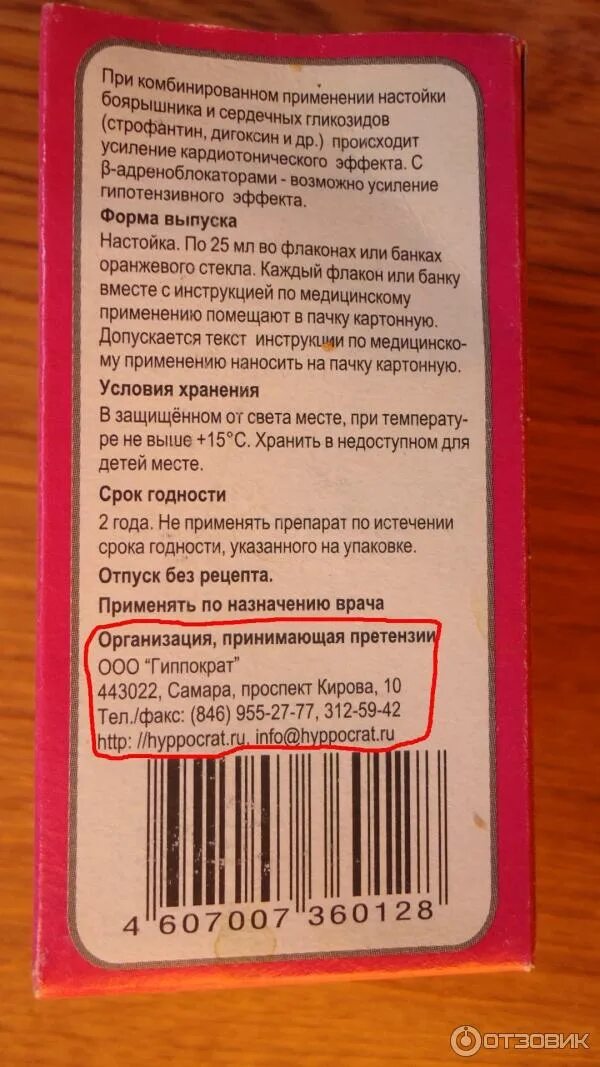 При комбинированном применении настойки
боярышника и сердечных гликозидов
(строфантин, дигоксин и др.) происходит
усиление кардиотонического эффекта. С
β-адреноблокаторами - возможно усиление
гипотензивного эффекта.
Форма выпуска
Настойка. По 25 мл во флаконах или банках
оранжевого стекла. Каждый флакон или банку
вместе с инструкцией по медицинскому
применению помещают в пачку картонную.
Допускается текст инструкции по медицинско-
му применению наносить на пачку картонную.
Условия хранения
В защищённом от света месте, при температу-
ре не выше +15°С. Хранить в недоступном для
детей месте.
Срок годности
2 года. Не применять препарат по истечении
срока годности, указанного на упаковке.
Отпуск без рецепта.
Применять по назначению врача
Организация, принимающая претензии
ООО "Гиппократ"
443022, Самара, проспект Кирова, 10
Тел./факс: (846) 955-27-77, 312-59-42
http: //hyppocrat.ru, info@hyppocrat.ru
4 607007 360128
ОТЗОВИК